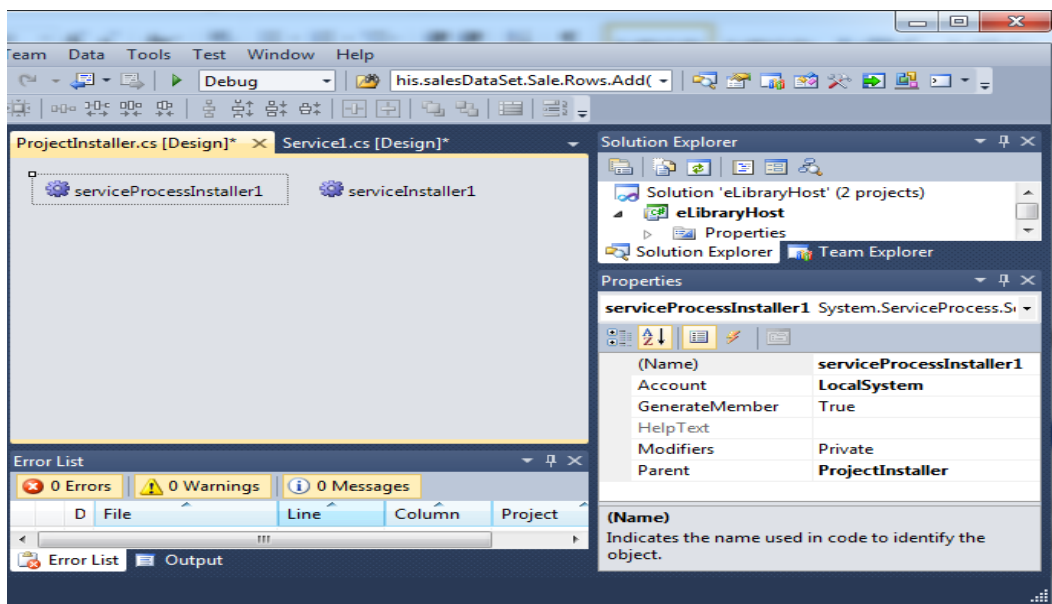 Team Data Tools Test Window Help
Debug his.salesDataSet.Sale.Rows.Add(
ProjectInstaller.cs [Design]* Service1.cs [Design]*
serviceProcessInstaller1 serviceInstaller1
Solution Explorer
Solution 'eLibraryHost' (2 projects)
eLibraryHost
Properties
Solution Explorer Team Explorer
Properties
serviceProcessInstaller1 System.ServiceProcess.Se
(Name) serviceProcessInstaller1
Account LocalSystem
GenerateMember True
HelpText
Modifiers Private
Parent ProjectInstaller
(Name)
Indicates the name used in code to identify the
object.
Error List
0 Errors 0 Warnings 0 Messages
D File Line Column Project
Error List Output